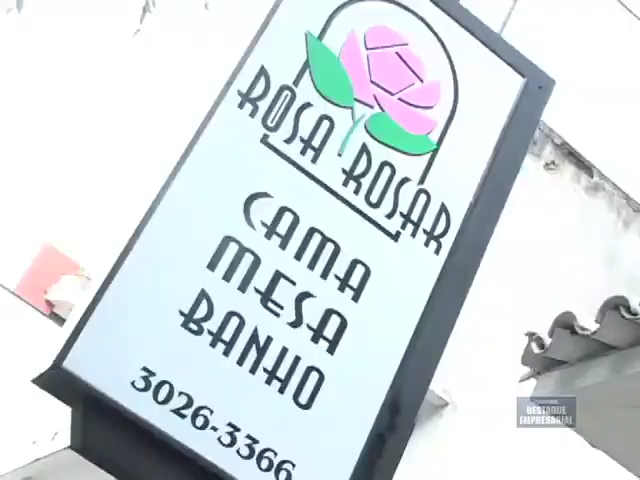 ROSA ROSAR
CAMA
MESA
BANHO
3026-3366
DESTAQUE
EMPRESARIAL